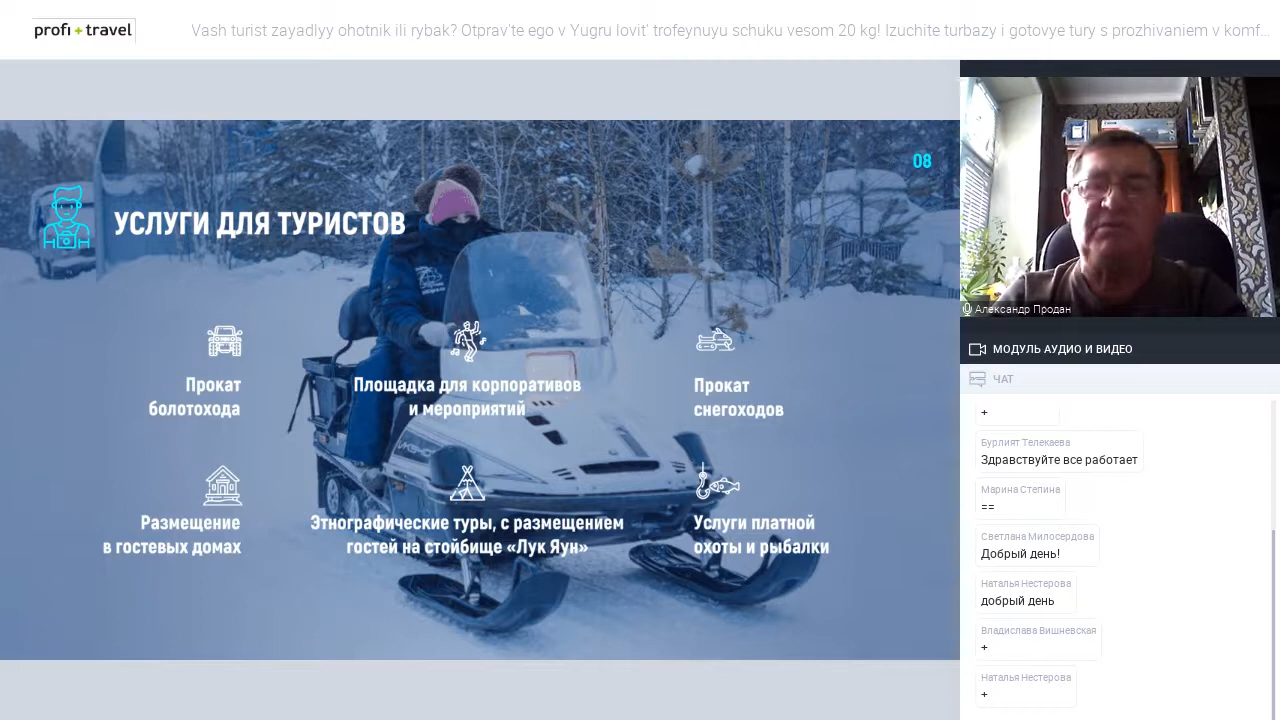 profi + travel
Vash turist zayadlyy ohotnik ili rybak? Otprav'te ego v Yugru lovit' trofeynuyu schuku vesom 20 kg! Izuchite turbazy i gotovye tury s prozhivaniem v komf...
08
УСЛУГИ ДЛЯ ТУРИСТОВ
Прокат
болотохода
Площадка для корпоративов
и мероприятий
Прокат
снегоходов
Размещение
в гостевых домах
Этнографические туры, с размещением
гостей на стойбище «Лук Яун»
Услуги платной
охоты и рыбалки
Александр Продан
МОДУЛЬ АУДИО И ВИДЕО
ЧАТ
+
Бурлият Телекаева
Здравствуйте все работает
Марина Степина
==
Светлана Милосердова
Добрый день!
Наталья Нестерова
добрый день
Владислава Вишневская
+
Наталья Нестерова
+